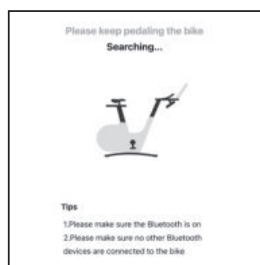 Please keep pedaling the bike
Searching...
Tips
1.Please make sure the Bluetooth is on
2.Please make sure no other Bluetooth
devices are connected to the bike